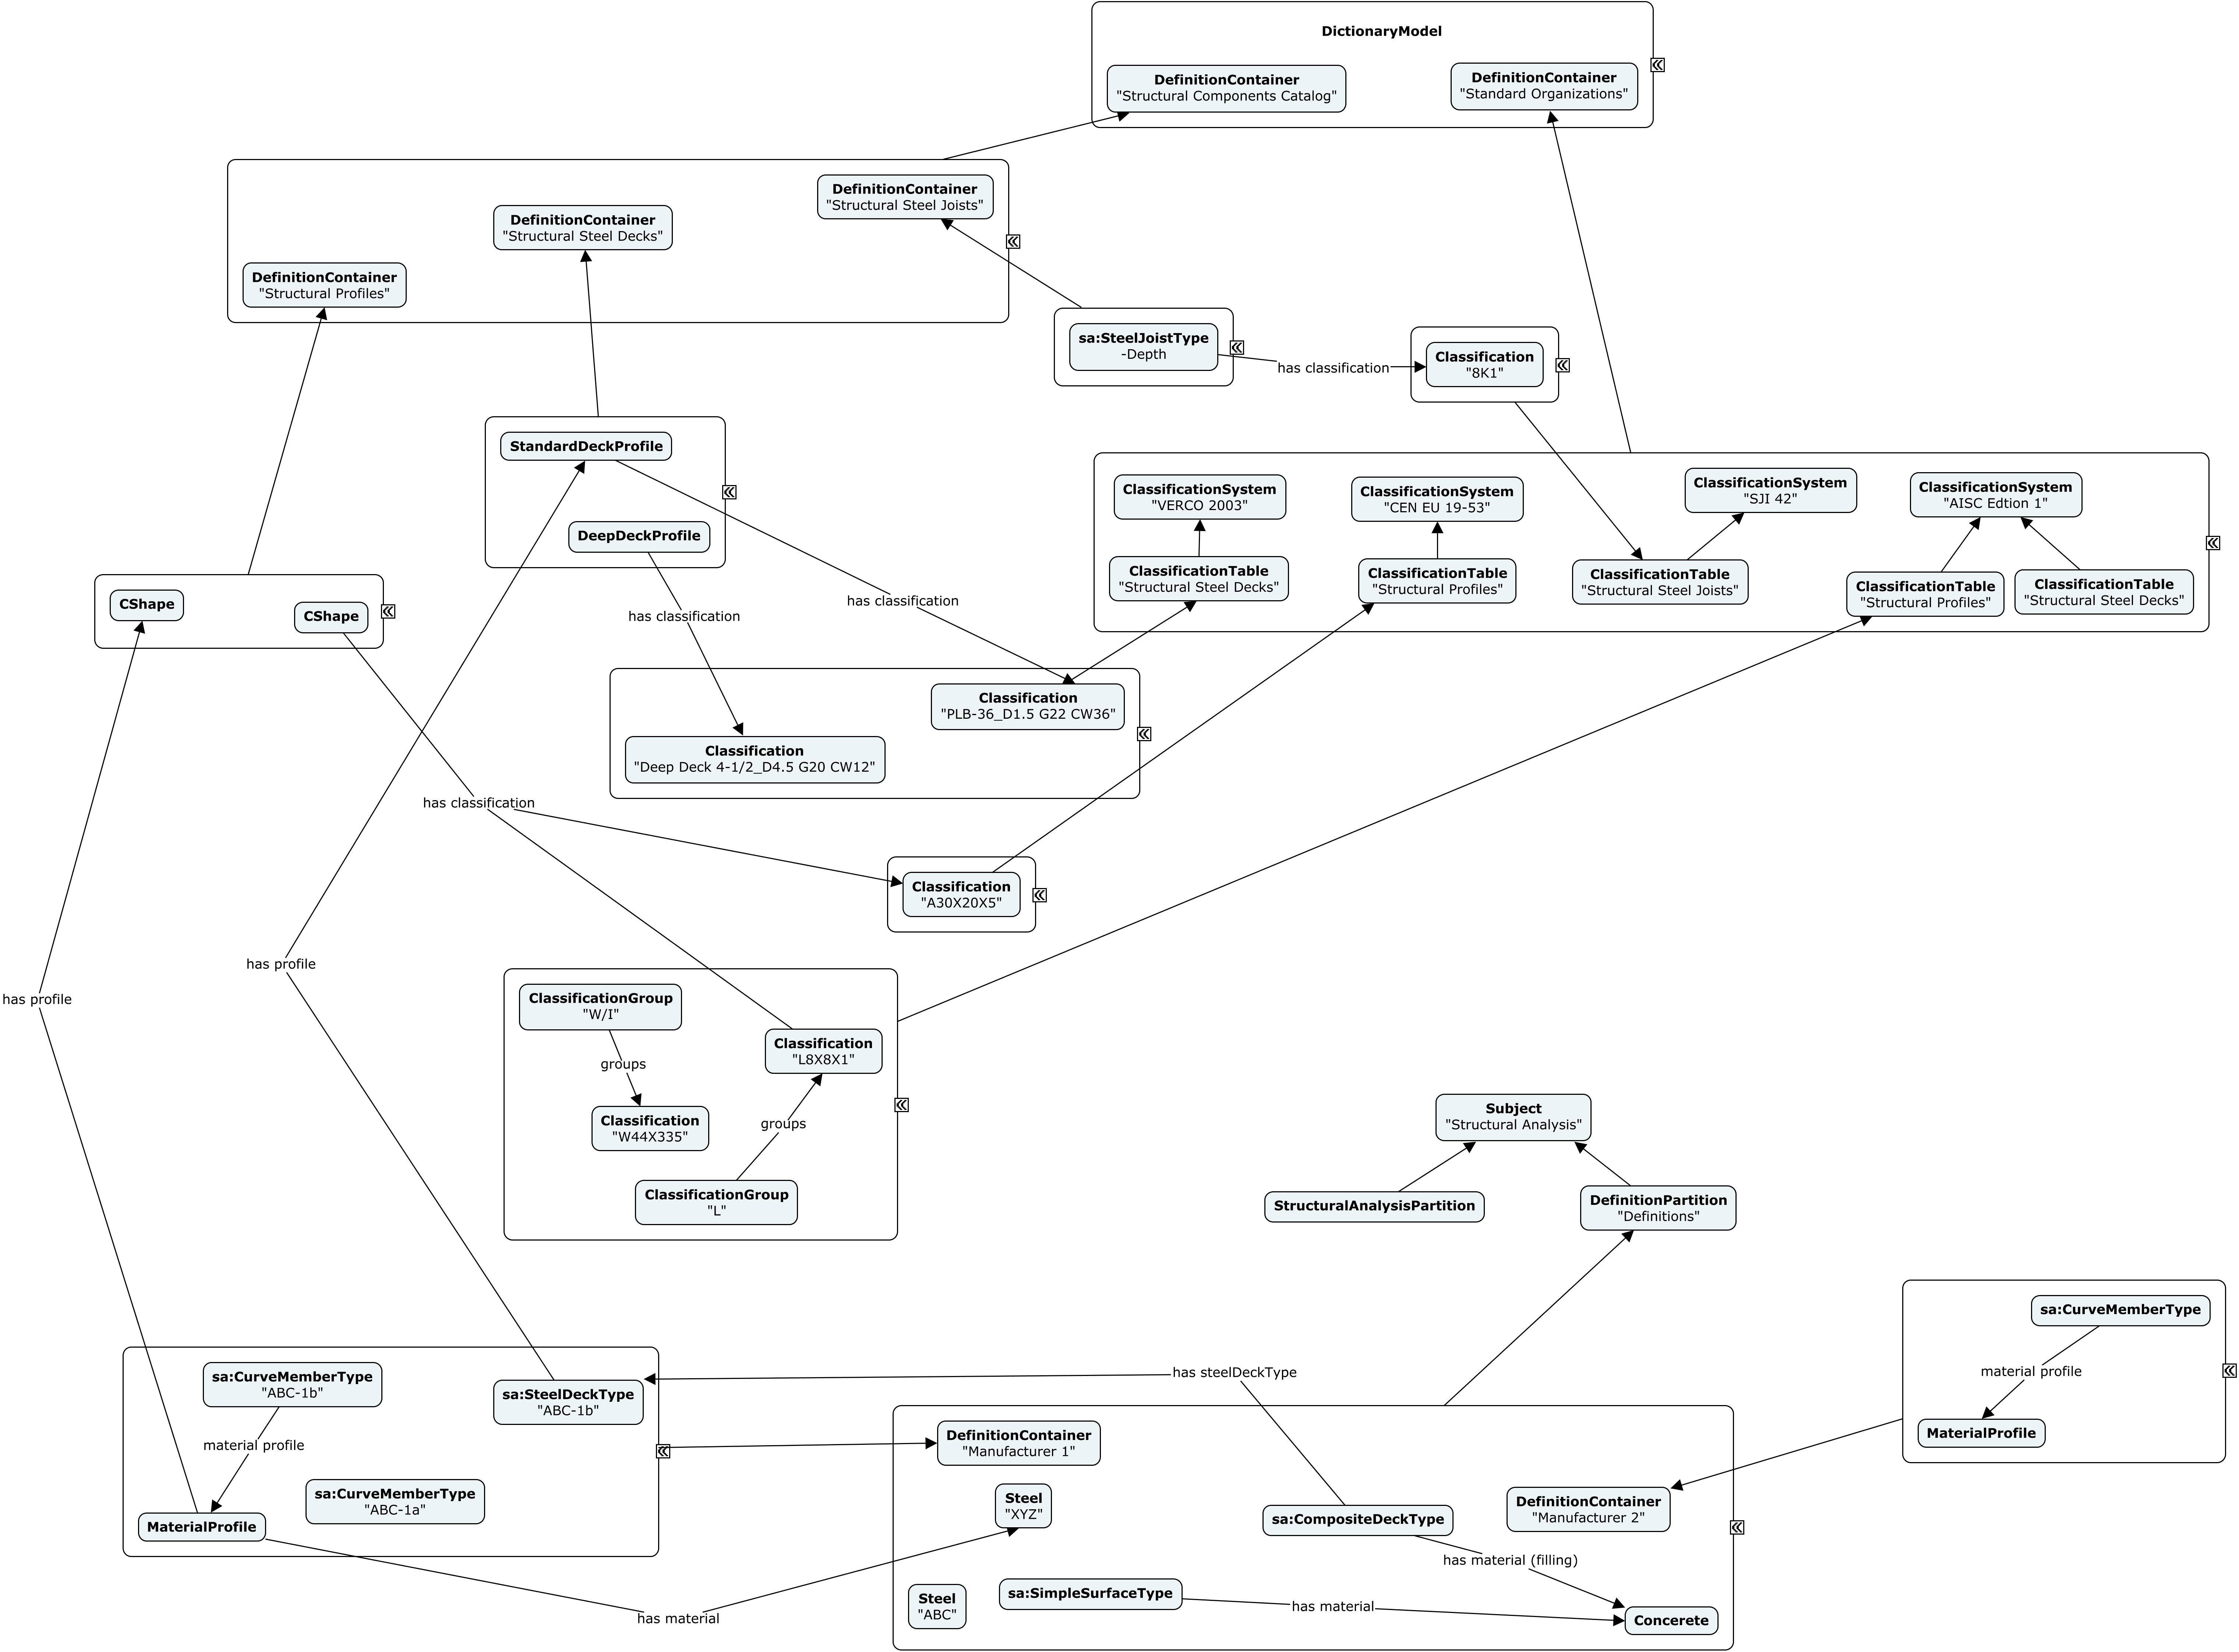 DictionaryModel
DefinitionContainer
"Structural Components Catalog"
DefinitionContainer
"Standard Organizations"
DefinitionContainer
"Structural Steel Joists"
DefinitionContainer
"Structural Steel Decks"
DefinitionContainer
"Structural Profiles"
sa:SteelJoistType
-Depth
has classification
Classification
"8K1"
StandardDeckProfile
DeepDeckProfile
ClassificationSystem
"VERCO 2003"
ClassificationSystem
"CEN EU 19-53"
ClassificationSystem
"SJI 42"
ClassificationSystem
"AISC Edtion 1"
ClassificationTable
"Structural Steel Decks"
ClassificationTable
"Structural Profiles"
ClassificationTable
"Structural Steel Joists"
ClassificationTable
"Structural Profiles"
ClassificationTable
"Structural Steel Decks"
CShape
CShape
has classification
has classification
Classification
"PLB-36_D1.5 G22 CW36"
Classification
"Deep Deck 4-1/2_D4.5 G20 CW12"
has classification
Classification
"A30X20X5"
has profile
has profile
ClassificationGroup
"W/I"
groups
Classification
"L8X8X1"
Classification
"W44X335"
groups
ClassificationGroup
"L"
Subject
"Structural Analysis"
StructuralAnalysisPartition
DefinitionPartition
"Definitions"
sa:CurveMemberType
material profile
MaterialProfile
sa:CurveMemberType
"ABC-1b"
sa:SteelDeckType
"ABC-1b"
has steelDeckType
material profile
sa:CurveMemberType
"ABC-1a"
MaterialProfile
DefinitionContainer
"Manufacturer 1"
Steel
"XYZ"
sa:CompositeDeckType
DefinitionContainer
"Manufacturer 2"
has material (filling)
Steel
"ABC"
sa:SimpleSurfaceType
has material
Concerete
has material